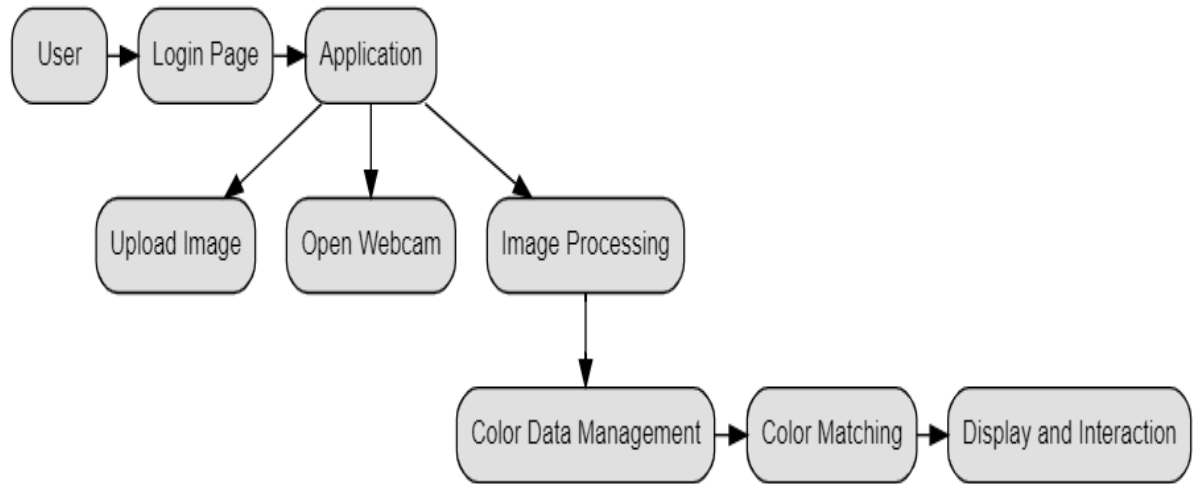 User
Login Page
Application
Upload Image
Open Webcam
Image Processing
Color Data Management
Color Matching
Display and Interaction